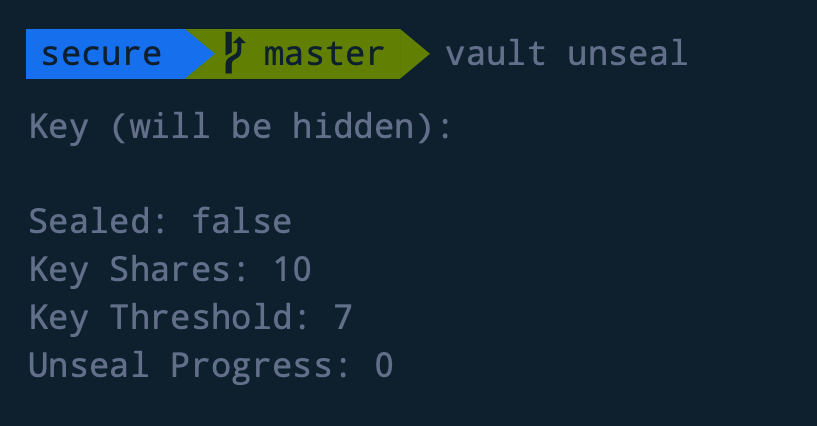 secure master vault unseal
Key (will be hidden):
Sealed: false
Key Shares: 10
Key Threshold: 7
Unseal Progress: 0